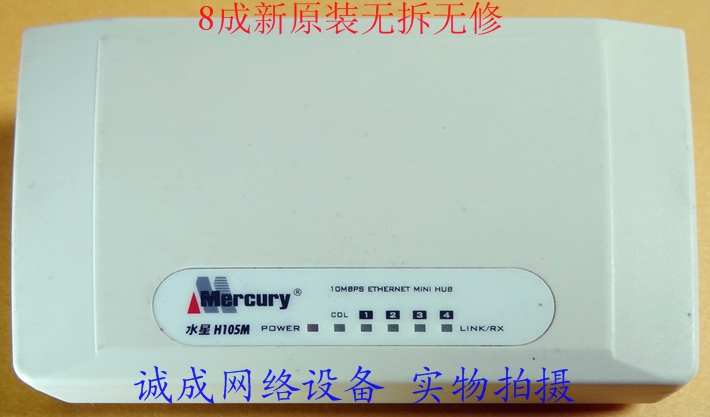 8成新原装无拆无修
Mercury®
10MBPS ETHERNET MINI HUB
COL 1 2 3 4
水星 H105M POWER LINK/RX
诚成网络设备 实物拍摄